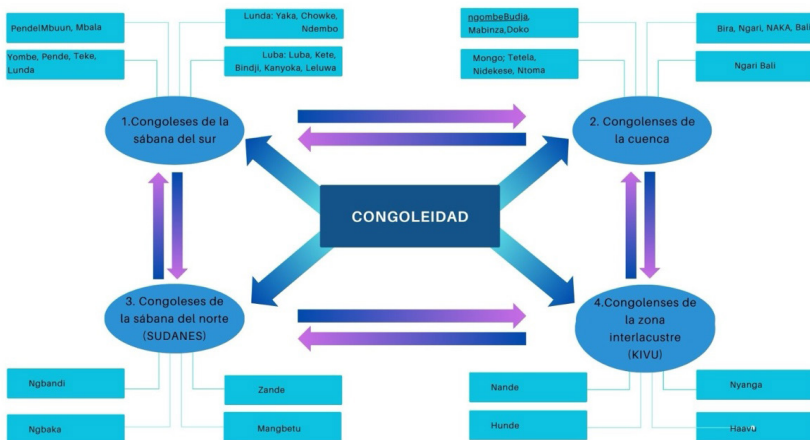 PendelMbuun, Mbala
Yombe, Pende, Teke,
Lunda
Lunda: Yaka, Chowke,
Ndembo
Luba: Luba, Kete,
Bindji, Kanyoka, Leluwa
ngombeBudja,
Mabinza,Doko
Mongo; Tetela,
Nidekese, Ntoma
Bira, Ngari, NAKA, Bali
Ngari Bali
1.Congoleses de la
sábana del sur
2. Congolenses de
la cuenca
CONGOLEIDAD
3. Congoleses de
la sábana del norte
(SUDANES)
4.Congolenses de
la zona
interlacustre
(KIVU)
Ngbandi
Ngbaka
Zande
Mangbetu
Nande
Hunde
Nyanga
Haavu